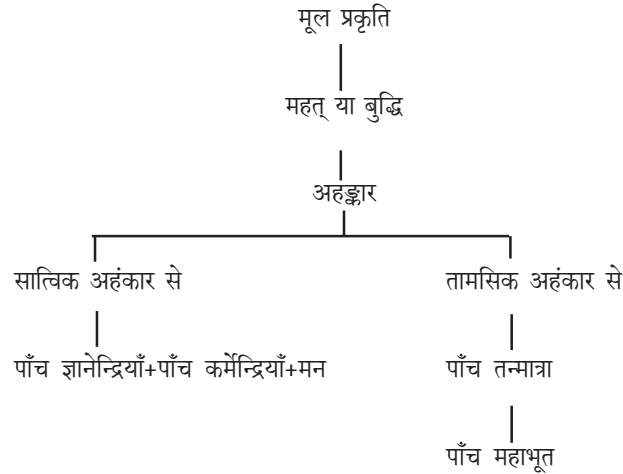 मूल प्रकृति
महत् या बुद्धि
अहङ्कार
सात्विक अहंकार से
तामसिक अहंकार से
पाँच ज्ञानेन्द्रियाँ+पाँच कर्मेन्द्रियाँ+मन
पाँच तन्मात्रा
पाँच महाभूत